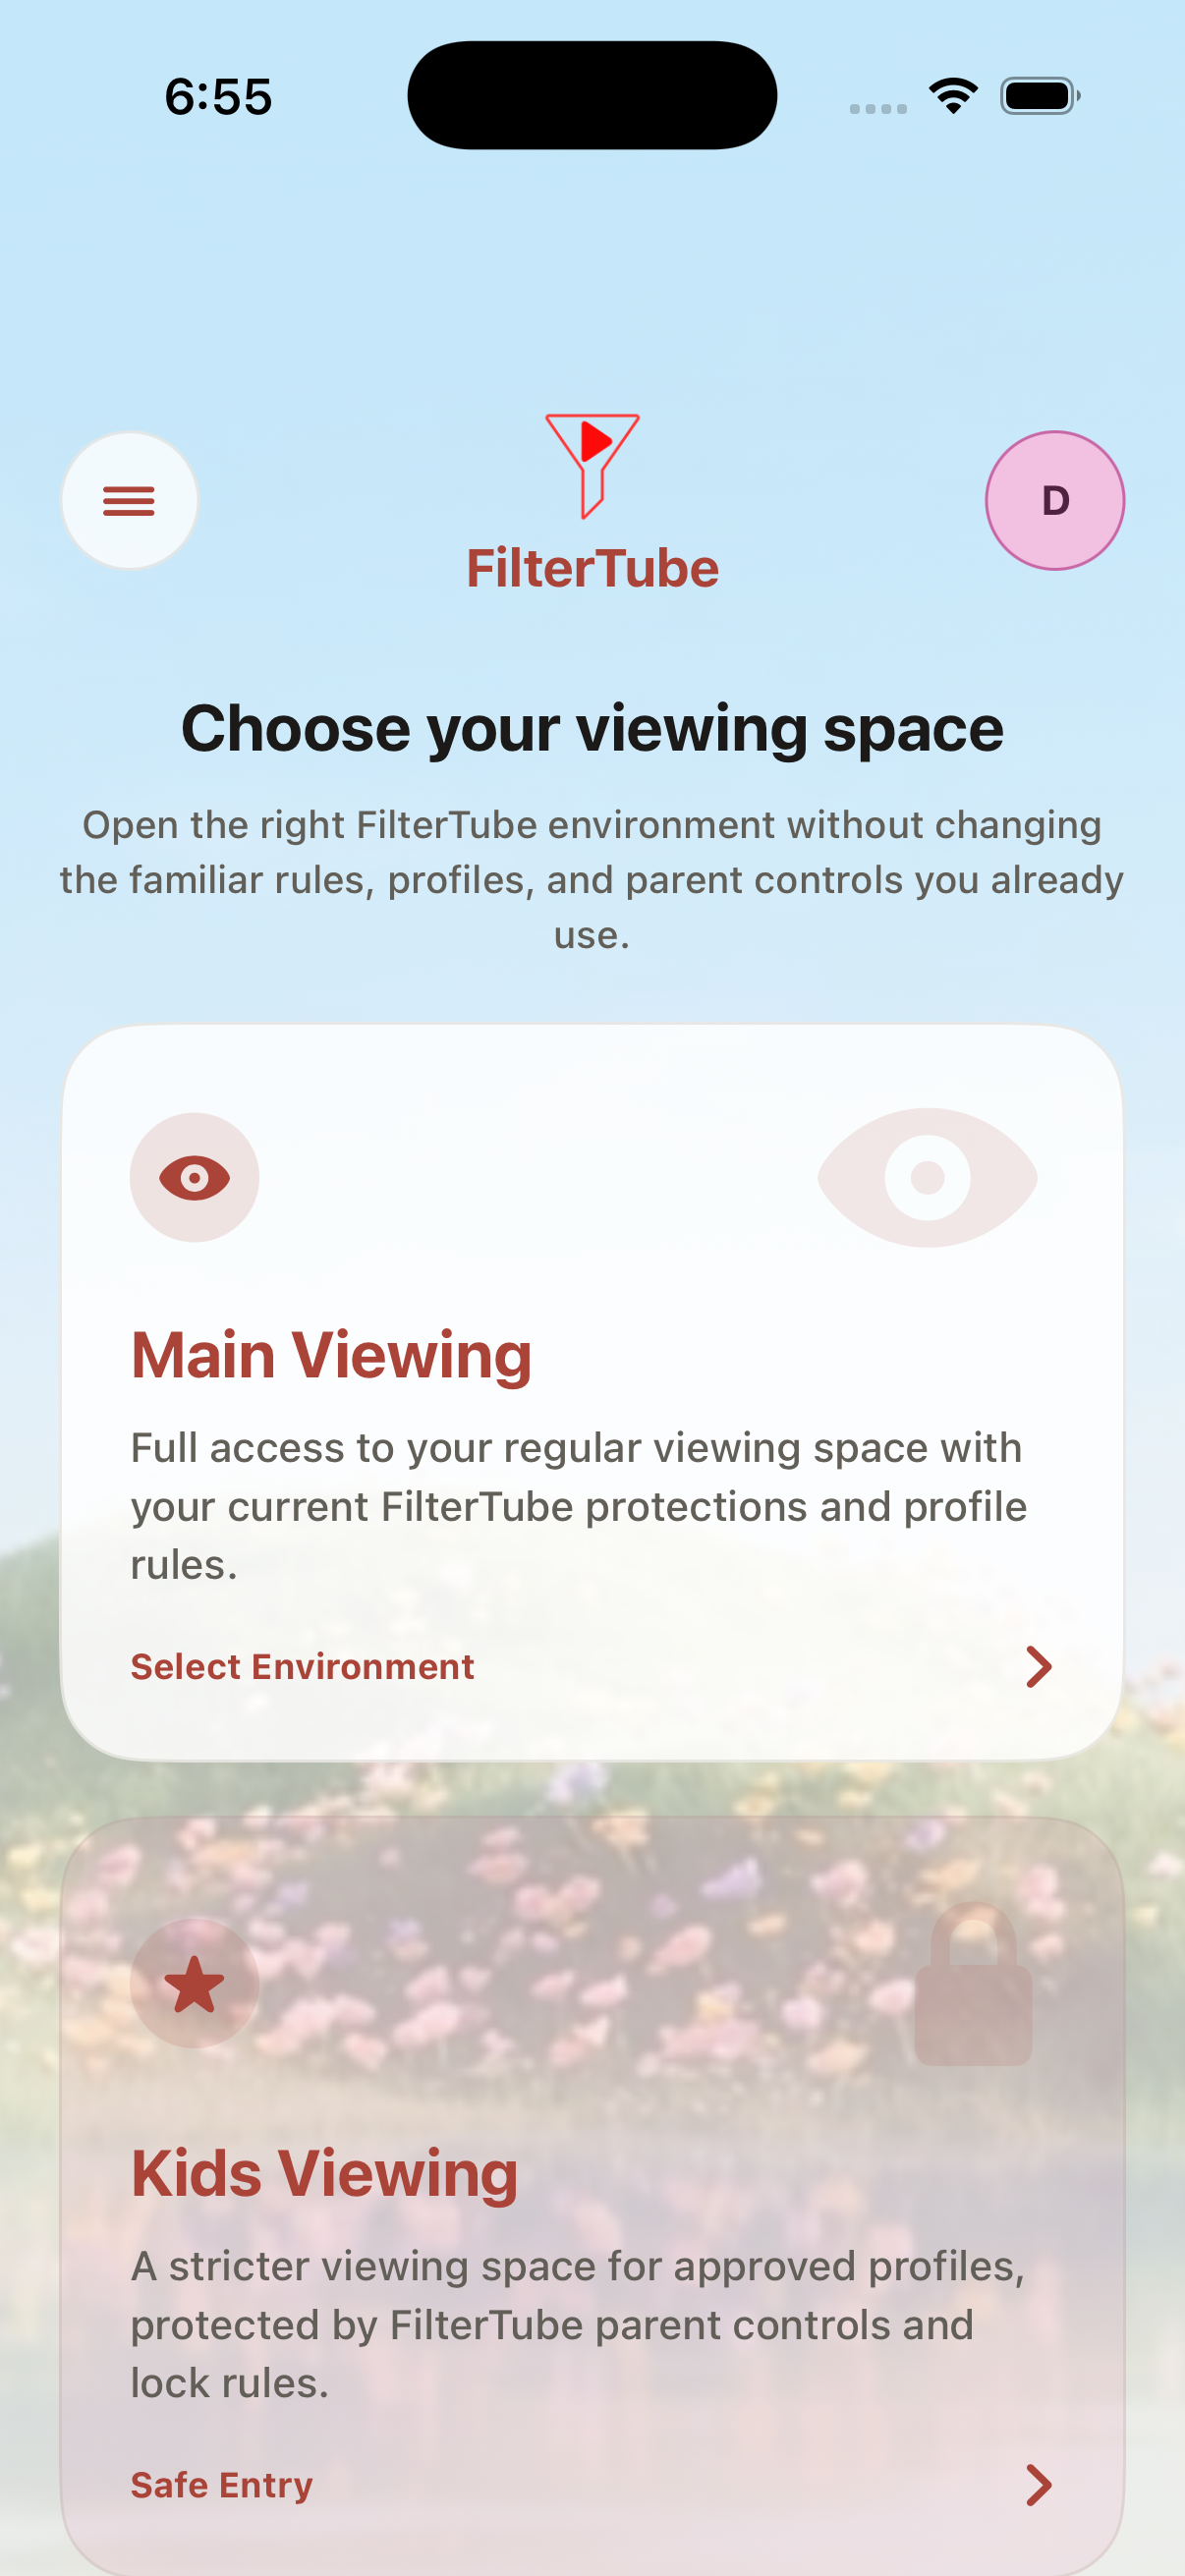 6:55
FilterTube
D
Choose your viewing space
Open the right FilterTube environment without changing
the familiar rules, profiles, and parent controls you already
use.
Main Viewing
Full access to your regular viewing space with
your current FilterTube protections and profile
rules.
Select Environment
Kids Viewing
A stricter viewing space for approved profiles,
protected by FilterTube parent controls and
lock rules.
Safe Entry